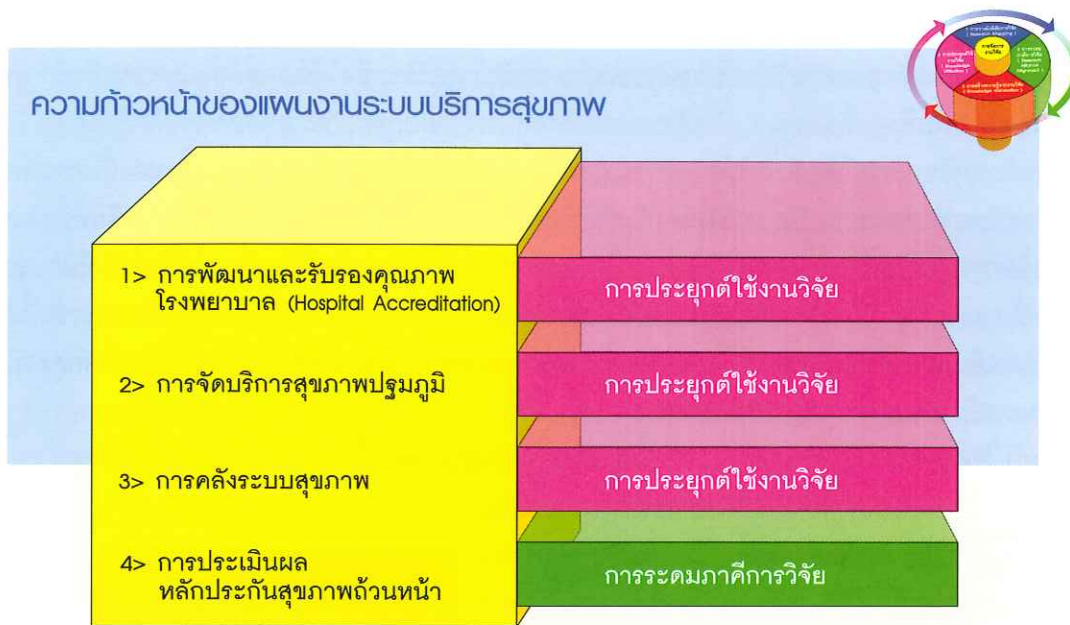 ความก้าวหน้าของแผนงานระบบบริการสุขภาพ
1> การพัฒนาและรับรองคุณภาพ
โรงพยาบาล (Hospital Accreditation)
การประยุกต์ใช้งานวิจัย
2> การจัดบริการสุขภาพปฐมภูมิ
การประยุกต์ใช้งานวิจัย
3> การคลังระบบสุขภาพ
การประยุกต์ใช้งานวิจัย
4> การประเมินผล
หลักประกันสุขภาพถ้วนหน้า
การระดมภาคีการวิจัย